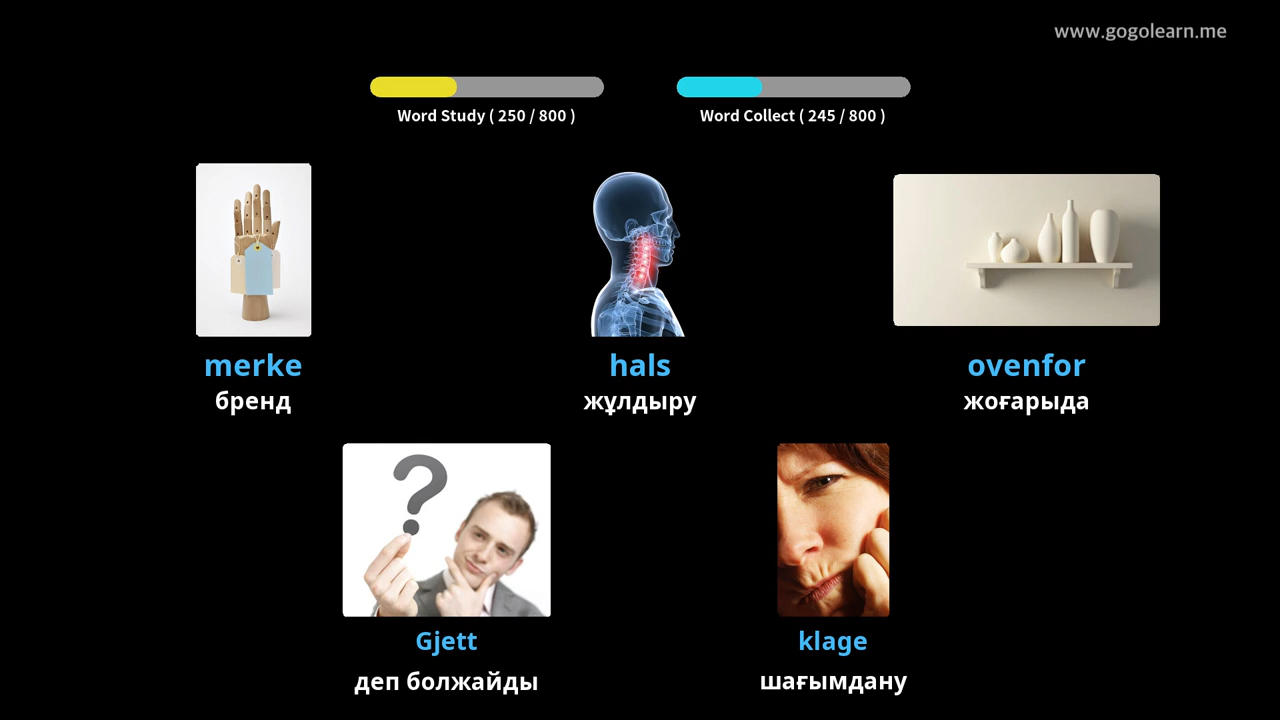 www.gogolearn.me
Word Study ( 250 / 800 )
Word Collect ( 245 / 800 )
merke
бренд
hals
жұлдыру
ovenfor
жоғарыда
Gjett
деп болжайды
klage
шағымдану